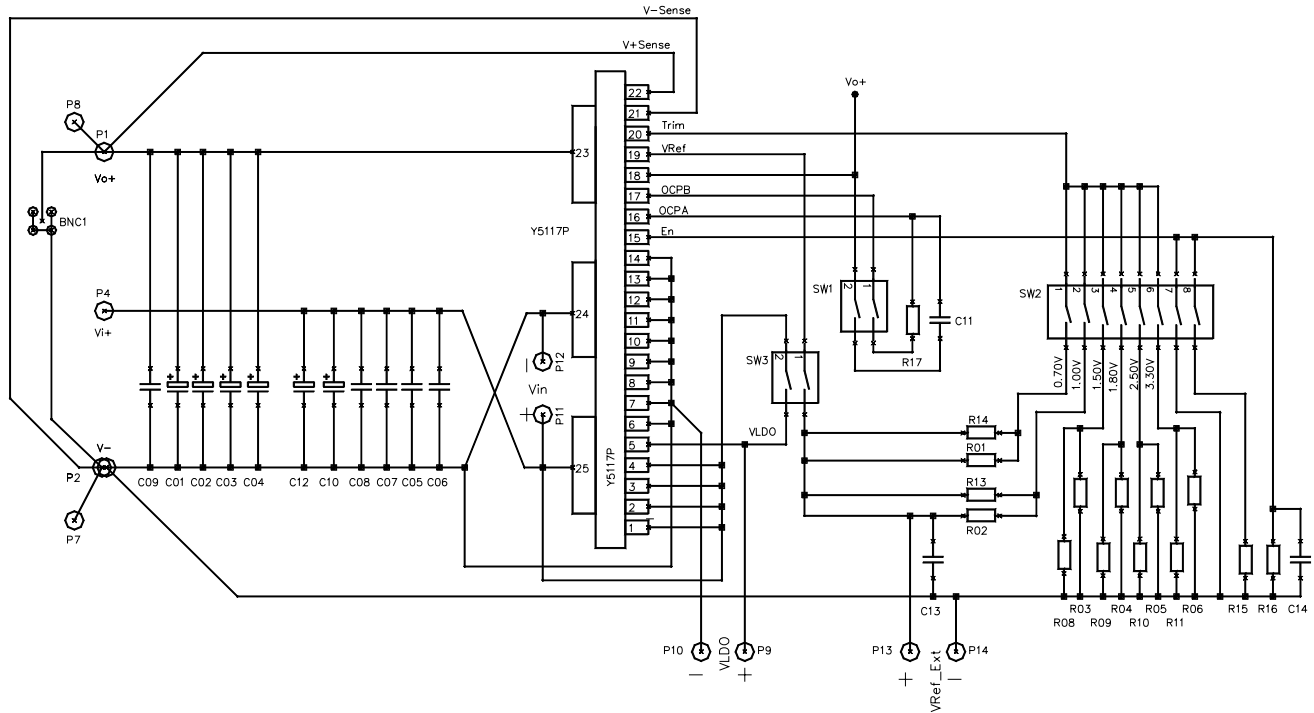 V-Sense
V+Sense
P8
P1
Vo+
BNC1
P4
Vi+
V-
P2
P7
C09
C01
C02
C03
C04
C12
C10
C08
C07
C05
C06
+
+
+
+
+
+
Vin
P12
P11
-
+
23
24
25
Y5117P
Y5117P
22
21
20
19
18
17
16
15
14
13
12
11
10
9
8
7
6
5
4
3
2
1
Trim
VRef
OCPB
OCPA
En
VLDO
Vo+
SW1
2
1
R17
C11
SW3
2
1
SW2
1
2
3
4
5
6
7
8
0.70V
1.00V
1.50V
1.80V
2.50V
3.30V
R14
R01
R13
R02
C13
R03
R08
R04
R09
R05
R10
R06
R11
R15
R16
C14
P10
VLDO
P9
-
+
P13
VRef_Ext
P14
+
-